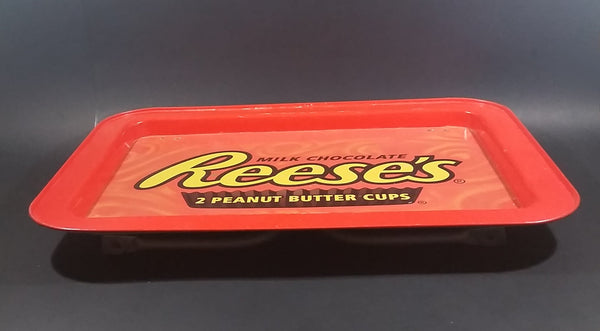 MILK CHOCOLATE
Reese's®
2 PEANUT BUTTER CUPS®